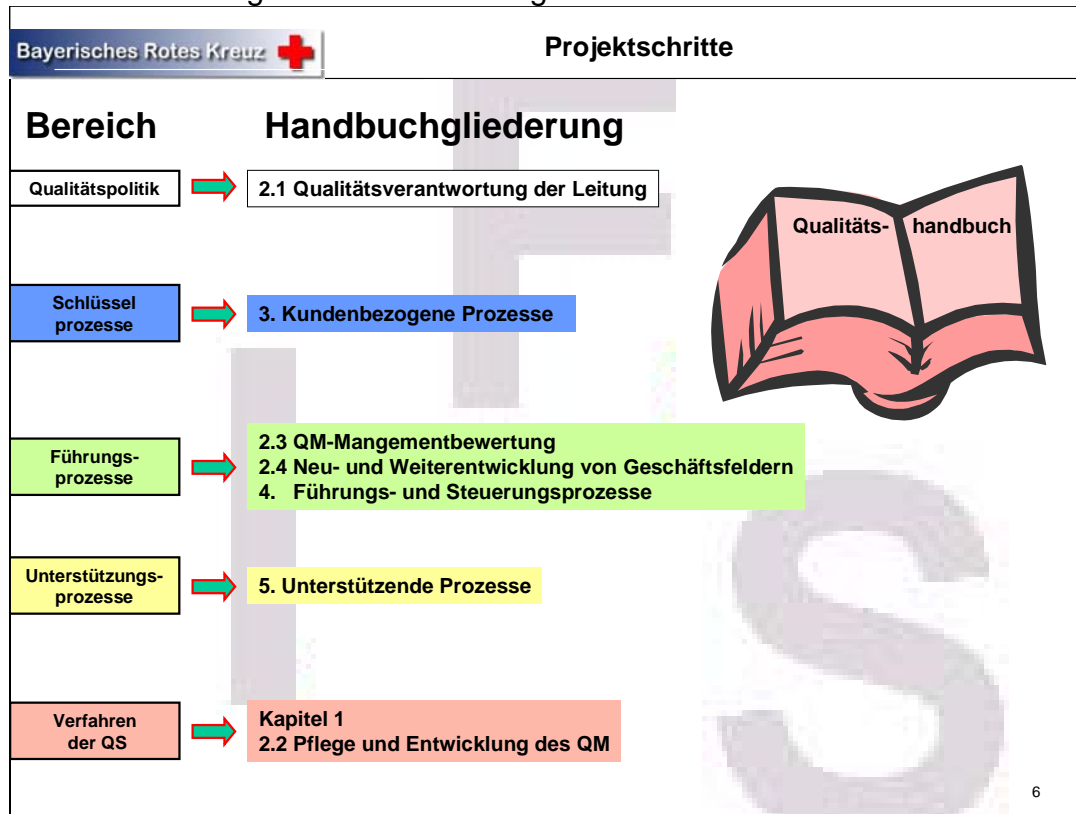 Bayerisches Rotes Kreuz
Projektschritte
Bereich
Handbuchgliederung
Qualitätspolitik
2.1 Qualitätsverantwortung der Leitung
Qualitäts- handbuch
Schlüssel
prozesse
3. Kundenbezogene Prozesse
Führungs-
prozesse
2.3 QM-Mangementbewertung
2.4 Neu- und Weiterentwicklung von Geschäftsfeldern
4. Führungs- und Steuerungsprozesse
Unterstützungs-
prozesse
5. Unterstützende Prozesse
Verfahren
der QS
Kapitel 1
2.2 Pflege und Entwicklung des QM
6